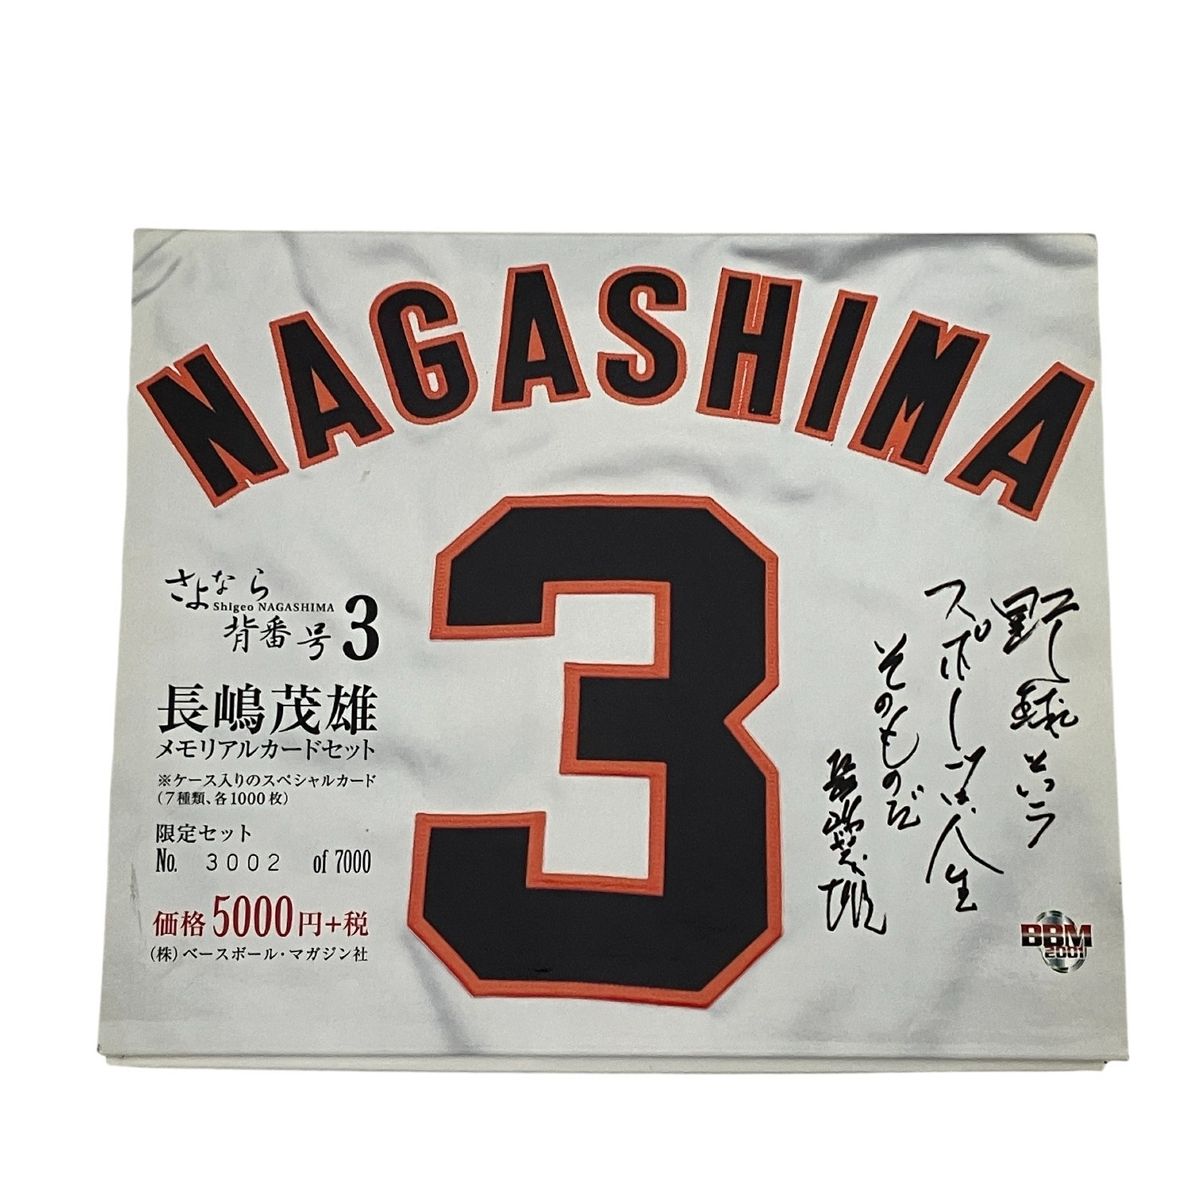 NAGASHIMA
3
さよなら
Shigeo NAGASHIMA
背番号3
長嶋茂雄
メモリアルカードセット
※ケース入りのスペシャルカード
(7種類、各1000枚)
限定セット
No. 3002 of 7000
価格5000円+税
(株)ベースボール・マガジン社
野球という
スポーツは人生
そのものだ
長嶋茂雄
BBM
2001